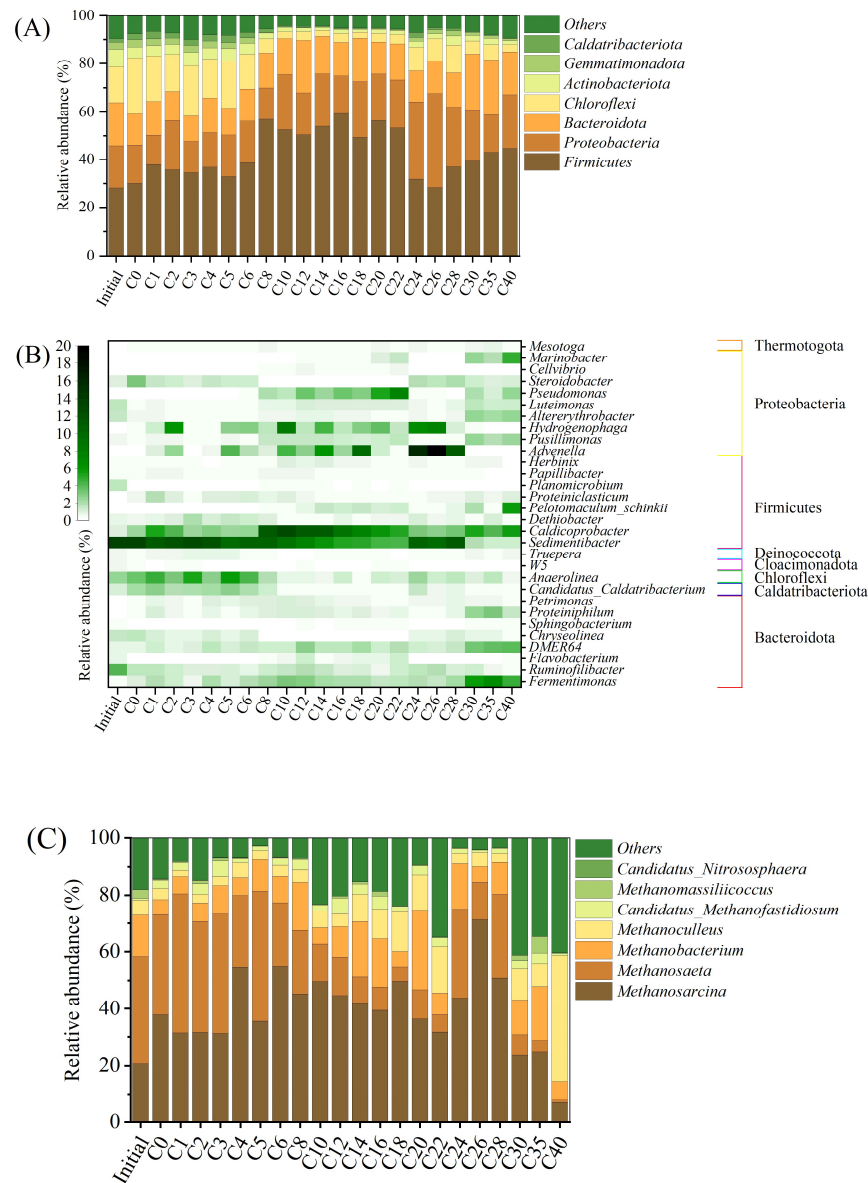 (A)
Relative abundance (%)
100
80
60
40
20
0
Initial
C0
C1
C2
C3
C4
C5
C6
C8
C10
C12
C14
C16
C18
C20
C22
C24
C26
C28
C30
C35
C40
Others
Caldatribacteriota
Gemmatimonadota
Actinobacteriota
Chloroflexi
Bacteroidota
Proteobacteria
Firmicutes
(B)
Relative abundance (%)
20
18
16
14
12
10
8
6
4
2
0
Mesotoga
Marinobacter
Cellvibrio
Steroidobacter
Pseudomonas
Luteimonas
Altererythrobacter
Hydrogenophaga
Pusillimonas
Advenella
Herbinix
Papillibacter
Planomicrobium
Proteiniclasticum
Pelotomaculum_schinkii
Dethiobacter
Caldicoprobacter
Sedimentibacter
Truepera
W5
Anaerolinea
Candidatus_Caldatribacterium
Petrimonas
Proteiniphilum
Sphingobacterium
Chryseolinea
DMER64
Flavobacterium
Ruminofilibacter
Fermentimonas
Thermotogota
Proteobacteria
Firmicutes
Deinococcota
Cloacimonadota
Chloroflexi
Caldatribacteriota
Bacteroidota
Initial
C0
C1
C2
C3
C4
C5
C6
C8
C10
C12
C14
C16
C18
C20
C22
C24
C26
C28
C30
C35
C40
(C)
Relative abundance (%)
100
80
60
40
20
0
Initial
C0
C1
C2
C3
C4
C5
C6
C8
C10
C12
C14
C16
C18
C20
C22
C24
C26
C28
C30
C35
C40
Others
Candidatus_Nitrososphaera
Methanomassiliicoccus
Candidatus_Methanofastidiosum
Methanoculleus
Methanobacterium
Methanosaeta
Methanosarcina